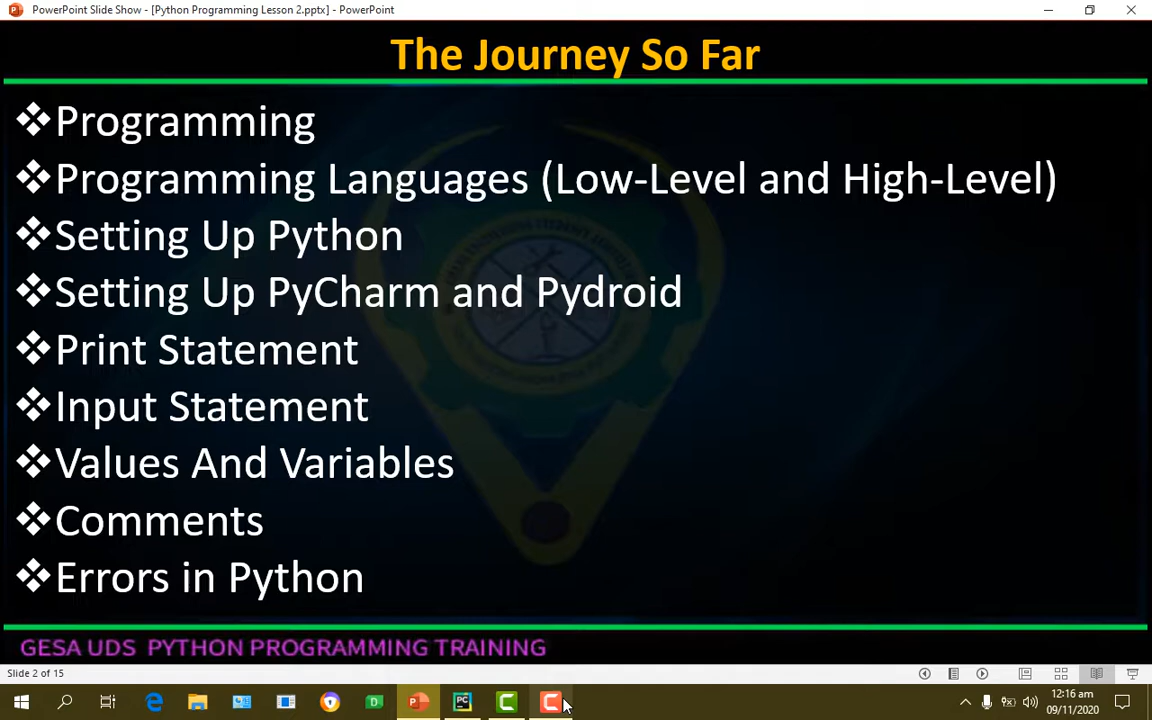 PowerPoint Slide Show - [Python Programming Lesson 2.pptx] - PowerPoint
The Journey So Far
Programming
Programming Languages (Low-Level and High-Level)
Setting Up Python
Setting Up PyCharm and Pydroid
Print Statement
Input Statement
Values And Variables
Comments
Errors in Python
GESA UDS PYTHON PROGRAMMING TRAINING
Slide 2 of 15
12:16 am
09/11/2020